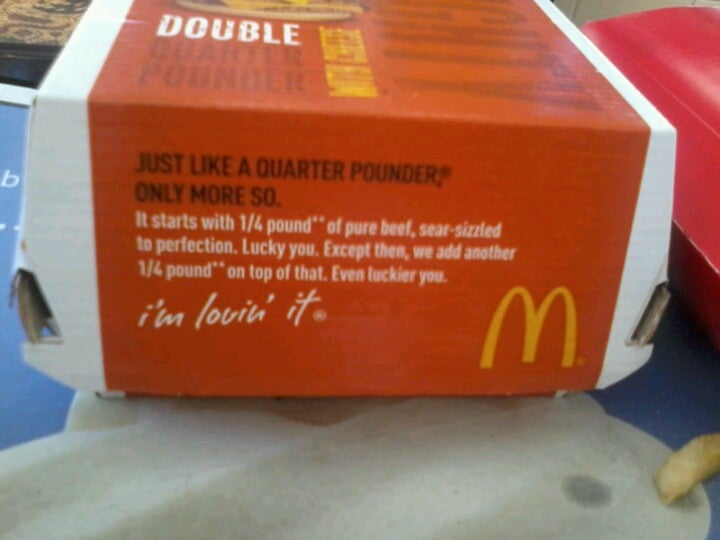 DOUBLE
QUARTER
POUNDER
WITH CHEESE
JUST LIKE A QUARTER POUNDER,®
ONLY MORE SO.
It starts with 1/4 pound** of pure beef, sear-sizzled
to perfection. Lucky you. Except then, we add another
1/4 pound** on top of that. Even luckier you.
i'm lovin' it®
b